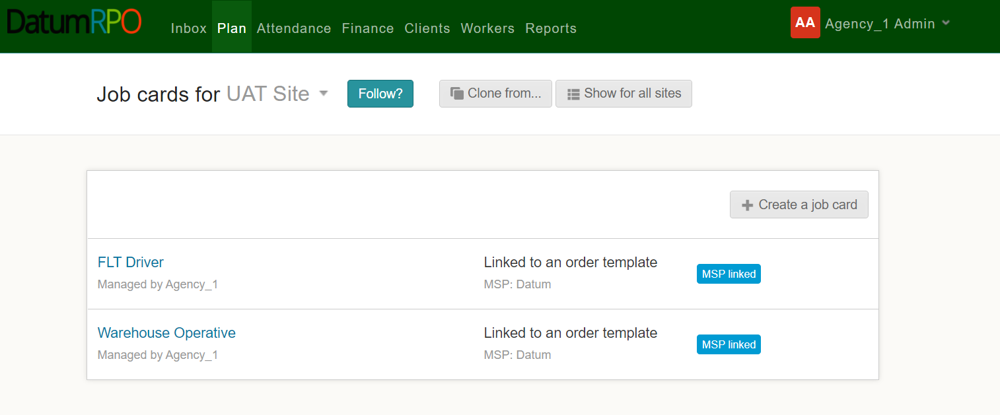 DatumRPO
Inbox Plan Attendance Finance Clients Workers Reports
AA Agency_1 Admin
Job cards for UAT Site
Follow?
Clone from...
Show for all sites
Create a job card
FLT Driver
Linked to an order template
MSP linked
Managed by Agency_1
MSP: Datum
Warehouse Operative
Linked to an order template
MSP linked
Managed by Agency_1
MSP: Datum